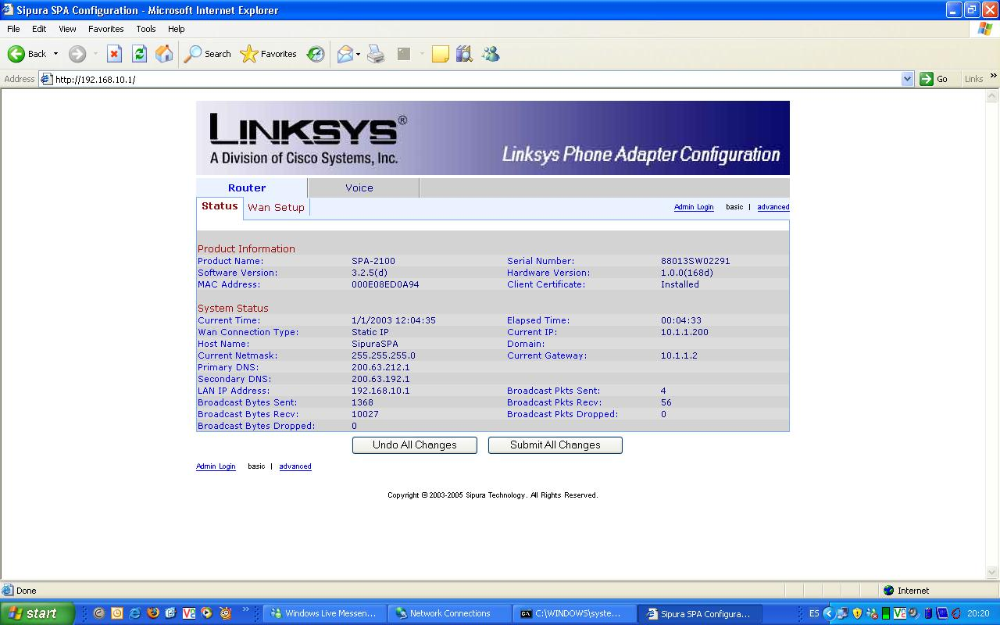 Sipura SPA Configuration - Microsoft Internet Explorer
File Edit View Favorites Tools Help
Back Search Favorites
Address http://192.168.10.1/ Go Links »
LINKSYS®
A Division of Cisco Systems, Inc.
Linksys Phone Adapter Configuration
Router Voice
Status Wan Setup Admin Login basic | advanced
Product Information
Product Name: SPA-2100 Serial Number: 88013SW02291
Software Version: 3.2.5(d) Hardware Version: 1.0.0(168d)
MAC Address: 000E08ED0A94 Client Certificate: Installed
System Status
Current Time: 1/1/2003 12:04:35 Elapsed Time: 00:04:33
Wan Connection Type: Static IP Current IP: 10.1.1.200
Host Name: SipuraSPA Domain:
Current Netmask: 255.255.255.0 Current Gateway: 10.1.1.2
Primary DNS: 200.63.212.1
Secondary DNS: 200.63.192.1
LAN IP Address: 192.168.10.1 Broadcast Pkts Sent: 4
Broadcast Bytes Sent: 1368 Broadcast Pkts Recv: 56
Broadcast Bytes Recv: 10027 Broadcast Pkts Dropped: 0
Broadcast Bytes Dropped: 0
Undo All Changes Submit All Changes
Admin Login basic | advanced
Copyright © 2003-2005 Sipura Technology. All Rights Reserved.
Done Internet
start » Windows Live Messen... Network Connections C:\WINDOWS\syste... Sipura SPA Configura... ES 20:20